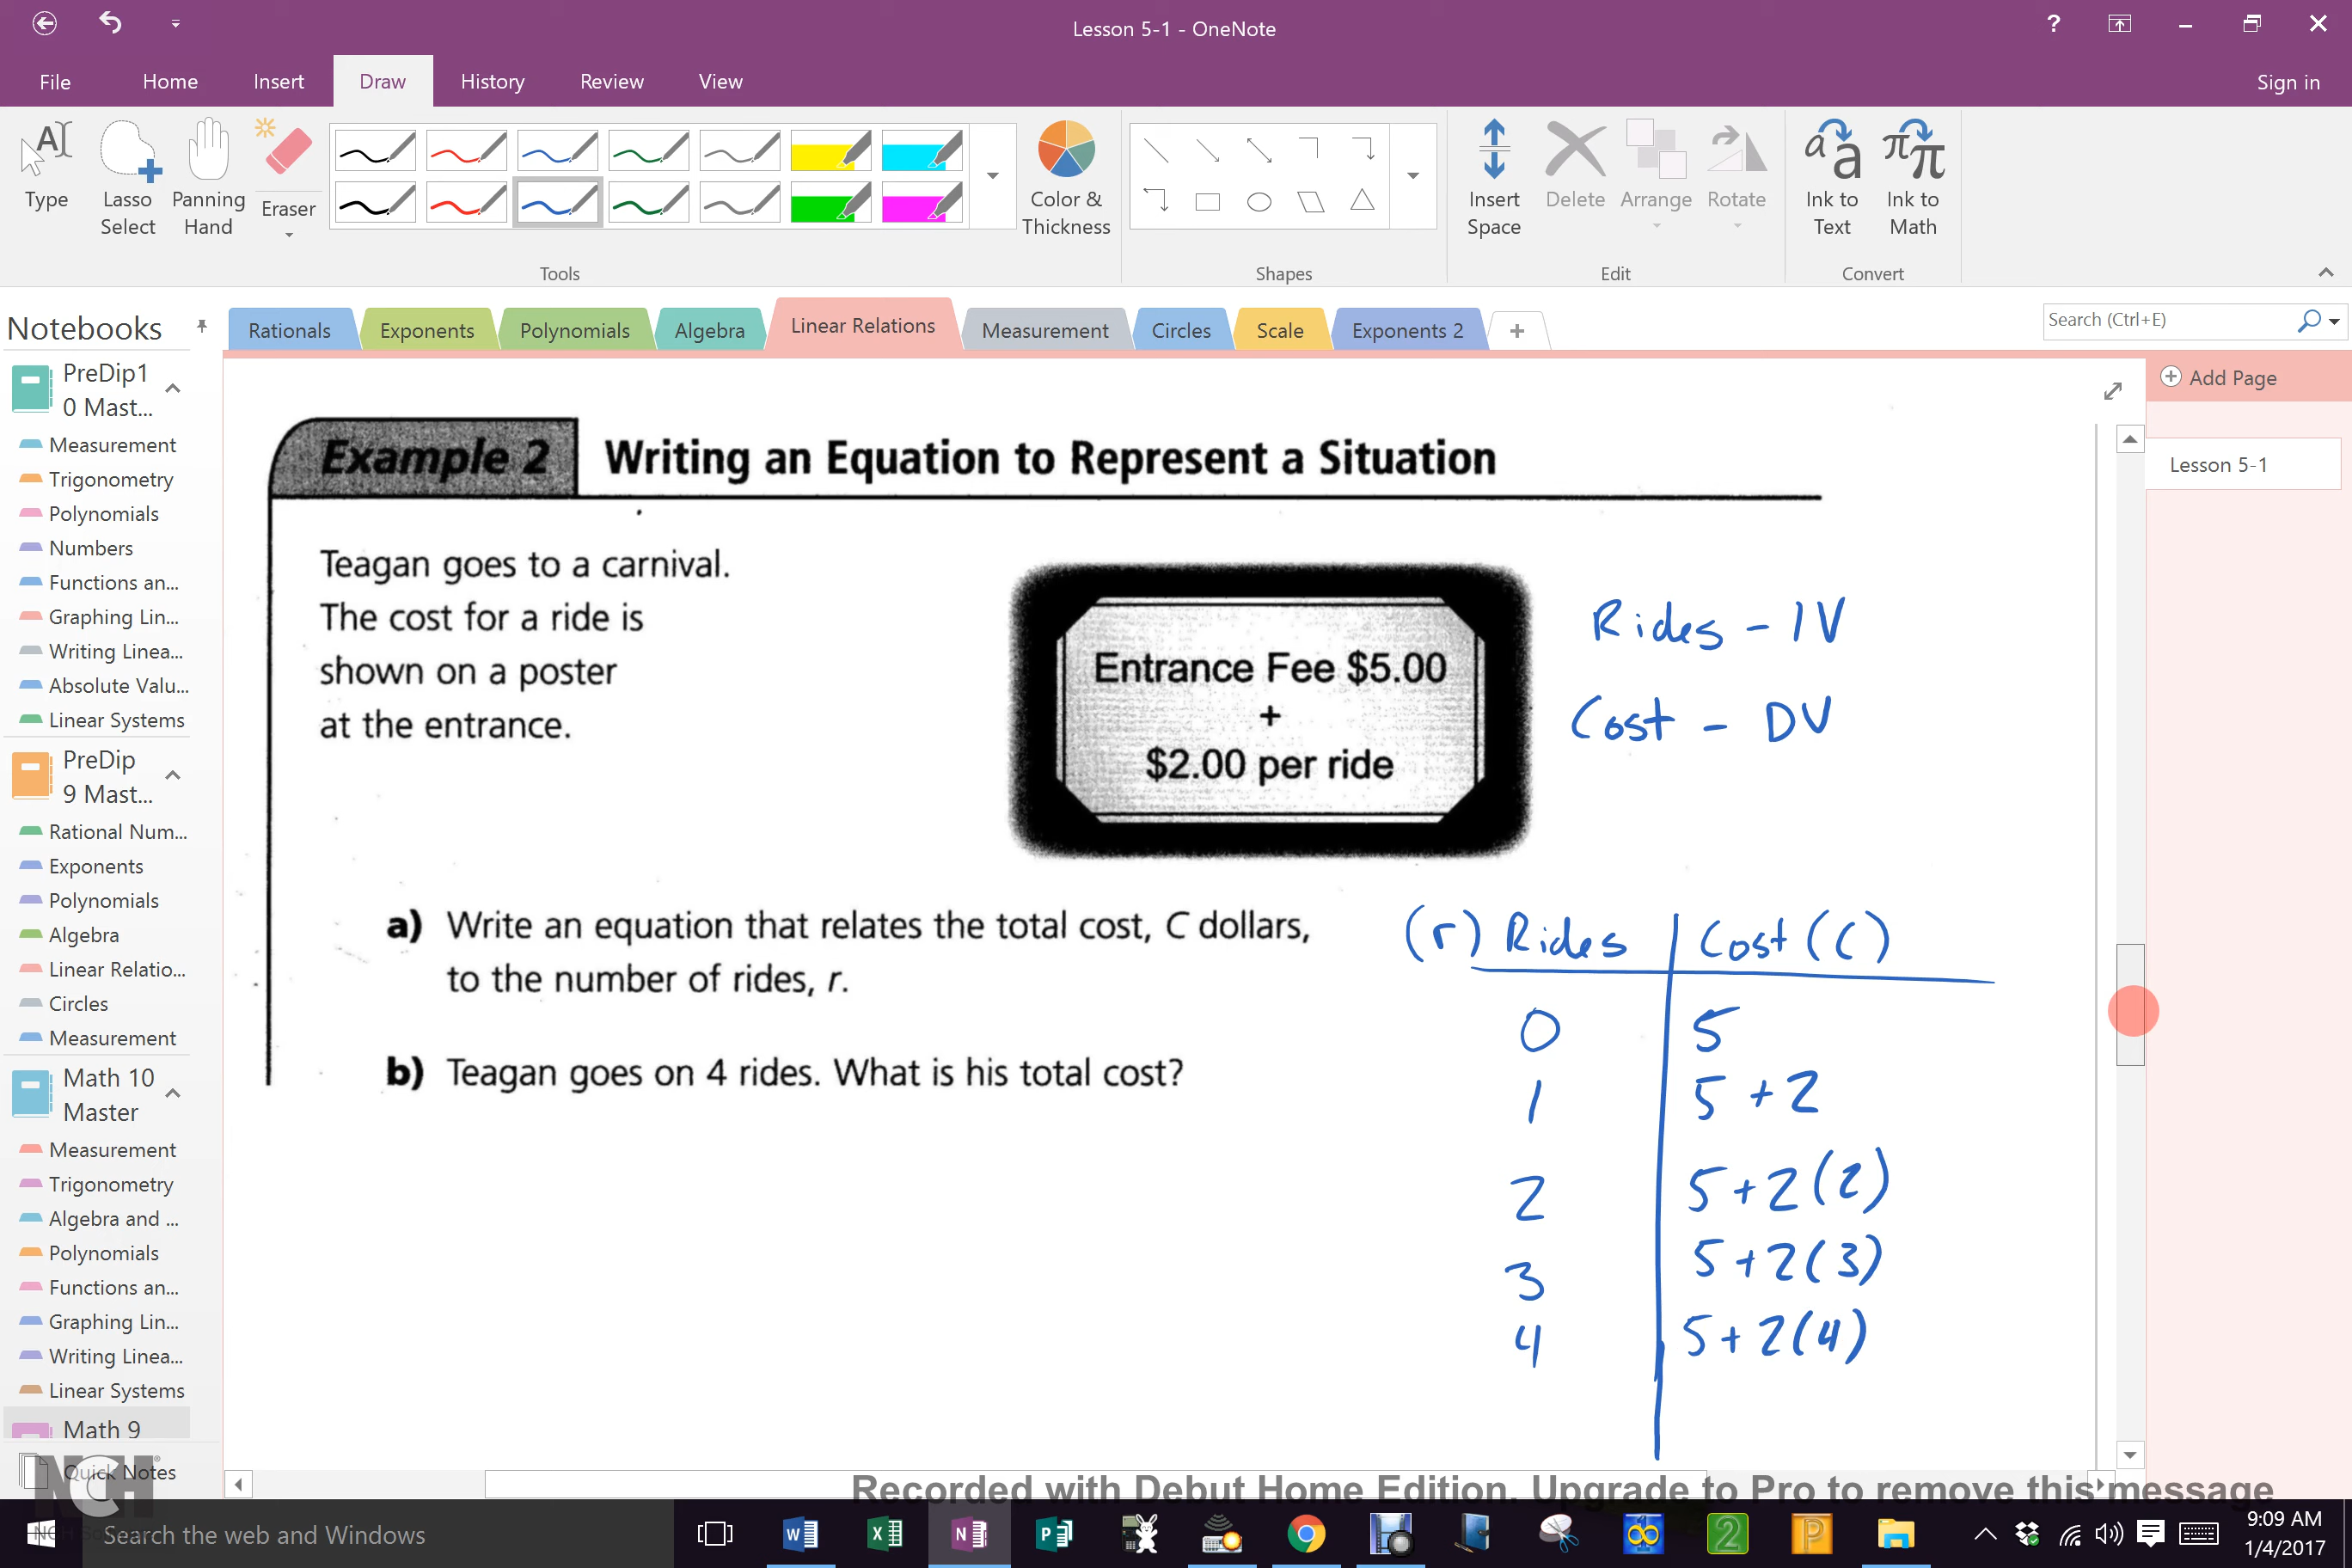 Lesson 5-1 - OneNote
?
File Home Insert Draw History Review View Sign in
Type
Lasso Select
Panning Hand
Eraser
Color & Thickness
Insert Space
Delete
Arrange
Rotate
Ink to Text
Ink to Math
Tools Shapes Edit Convert
Notebooks
Rationals Exponents Polynomials Algebra Linear Relations Measurement Circles Scale Exponents 2 +
Search (Ctrl+E)
PreDip1
0 Mast...
Measurement
Trigonometry
Polynomials
Numbers
Functions an...
Graphing Lin...
Writing Linea...
Absolute Valu...
Linear Systems
PreDip
9 Mast...
Rational Num...
Exponents
Polynomials
Algebra
Linear Relatio...
Circles
Measurement
Math 10
Master
Measurement
Trigonometry
Algebra and ...
Polynomials
Functions an...
Graphing Lin...
Writing Linea...
Linear Systems
Math 9
Quick Notes
Add Page
Lesson 5-1
Example 2 Writing an Equation to Represent a Situation
Teagan goes to a carnival.
The cost for a ride is
shown on a poster
at the entrance.
Entrance Fee $5.00
+
$2.00 per ride
Rides - IV
Cost - DV
a) Write an equation that relates the total cost, C dollars,
to the number of rides, r.
b) Teagan goes on 4 rides. What is his total cost?
(r) Rides Cost (C)
0 5
1 5 + 2
2 5 + 2(2)
3 5 + 2(3)
4 5 + 2(4)
NCH
Recorded with Debut Home Edition. Upgrade to Pro to remove this message
Search the web and Windows
9:09 AM
1/4/2017